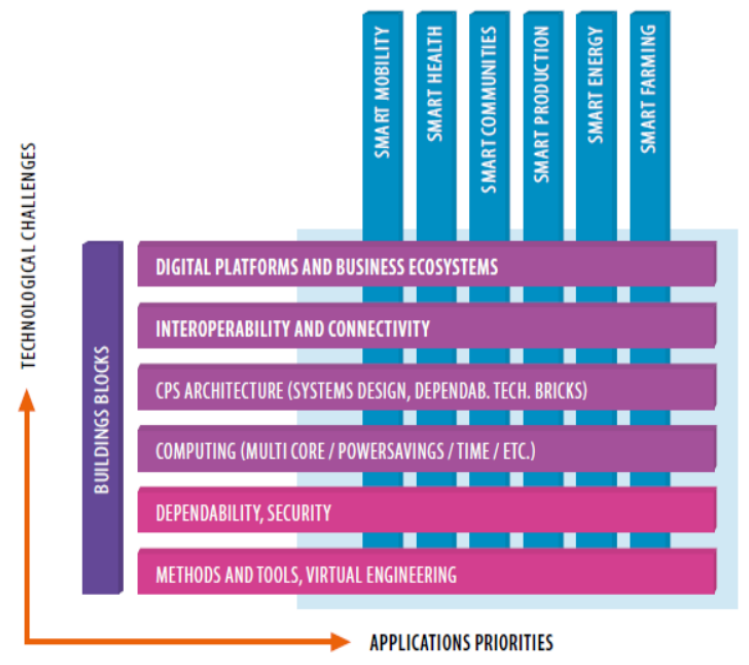 SMART MOBILITY
SMART HEALTH
SMART COMMUNITIES
SMART PRODUCTION
SMART ENERGY
SMART FARMING
TECHNOLOGICAL CHALLENGES
BUILDINGS BLOCKS
DIGITAL PLATFORMS AND BUSINESS ECOSYSTEMS
INTEROPERABILITY AND CONNECTIVITY
CPS ARCHITECTURE (SYSTEMS DESIGN, DEPENDAB. TECH. BRICKS)
COMPUTING (MULTI CORE / POWERSAVINGS / TIME / ETC.)
DEPENDABILITY, SECURITY
METHODS AND TOOLS, VIRTUAL ENGINEERING
APPLICATIONS PRIORITIES